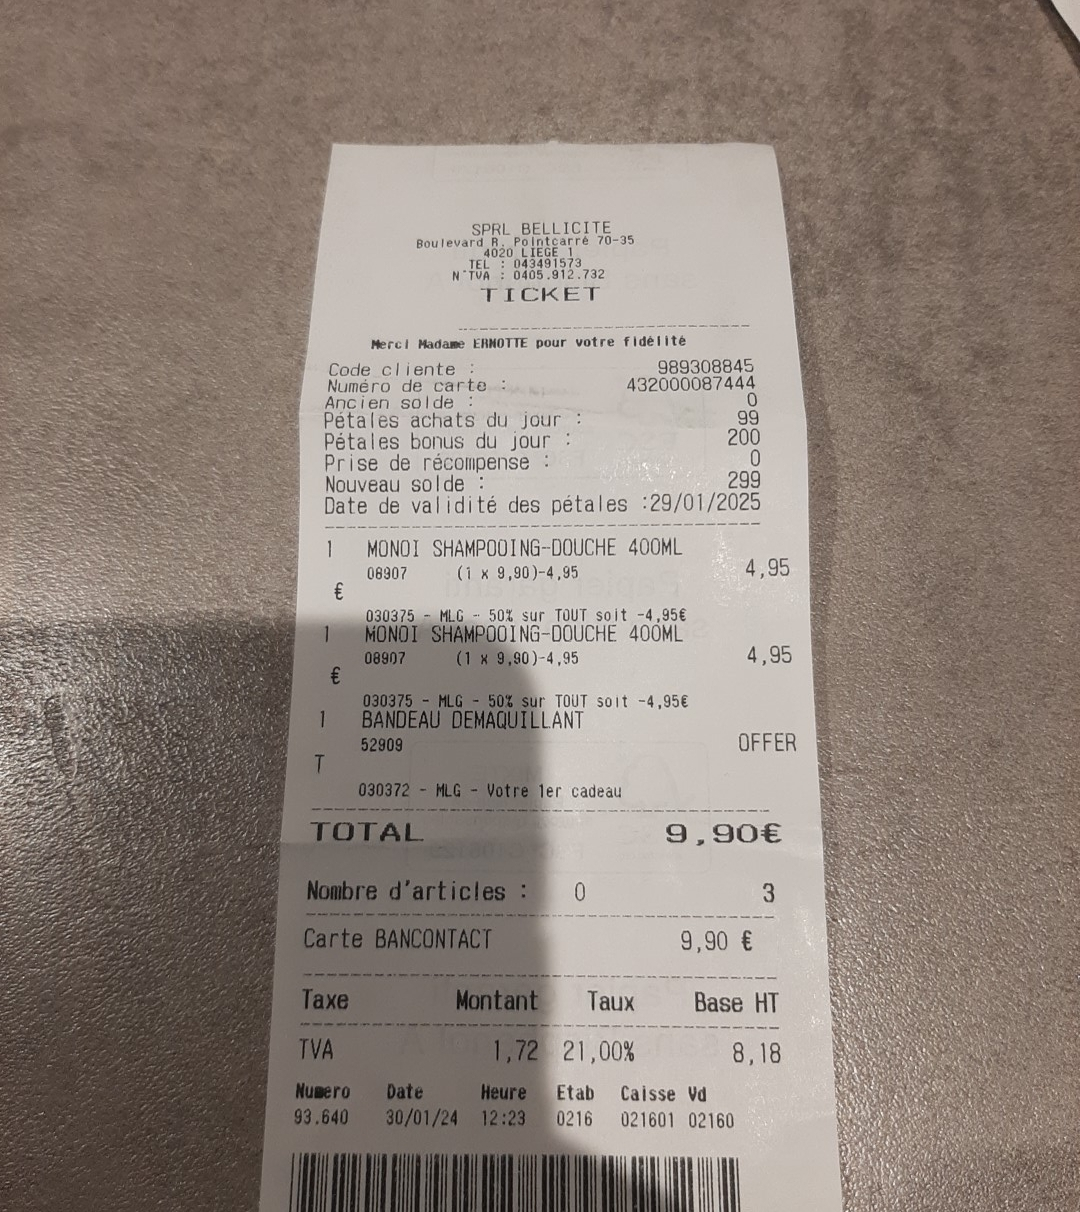 SPRL BELLICITE
Boulevard R. Pointcarré 70-35
4020 LIEGE 1
TEL : 043491573
N°TVA : 0405.912.732
TICKET
Merci Madame ERNOTTE pour votre fidélité
Code cliente : 989308845
Numéro de carte : 432000087444
Ancien solde : 0
Pétales achats du jour : 99
Pétales bonus du jour : 200
Prise de récompense : 0
Nouveau solde : 299
Date de validité des pétales :29/01/2025
1 MONOI SHAMPOOING-DOUCHE 400ML
08907 (1 x 9,90)-4,95 4,95
€
030375 - MLG - 50% sur TOUT soit -4,95€
1 MONOI SHAMPOOING-DOUCHE 400ML
08907 (1 x 9,90)-4,95 4,95
€
030375 - MLG - 50% sur TOUT soit -4,95€
1 BANDEAU DEMAQUILLANT
52909 OFFER
T
030372 - MLG - Votre 1er cadeau
TOTAL 9,90€
Nombre d'articles : 0 3
Carte BANCONTACT 9,90 €
Taxe Montant Taux Base HT
TVA 1,72 21,00% 8,18
Numero Date Heure Etab Caisse Vd
93.640 30/01/24 12:23 0216 021601 02160